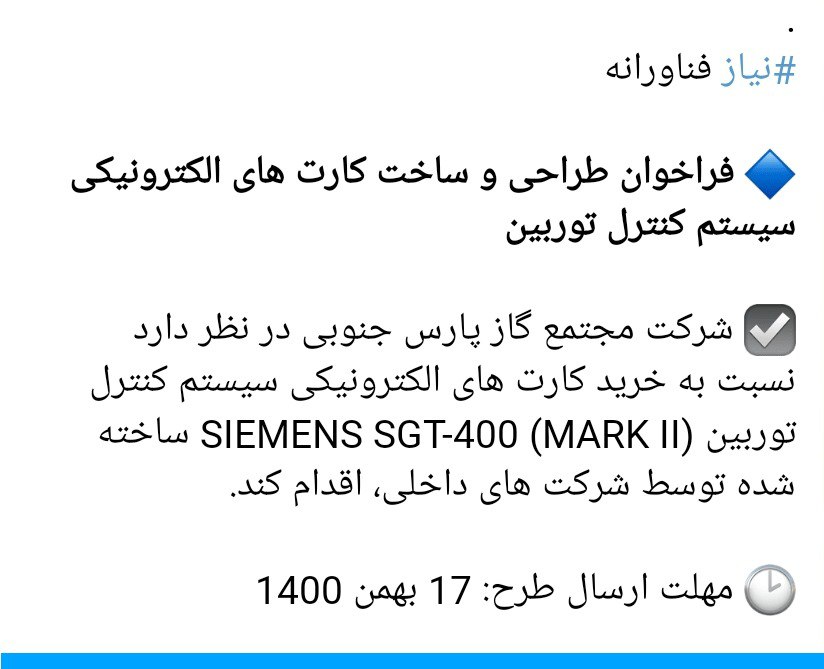 .
#نیاز فناورانه
🔷 فراخوان طراحی و ساخت کارت های الکترونیکی
سیستم کنترل توربین
☑️ شرکت مجتمع گاز پارس جنوبی در نظر دارد
نسبت به خرید کارت های الکترونیکی سیستم کنترل
توربین SIEMENS SGT-400 (MARK II) ساخته
شده توسط شرکت های داخلی، اقدام کند.
🕑 مهلت ارسال طرح: 17 بهمن 1400